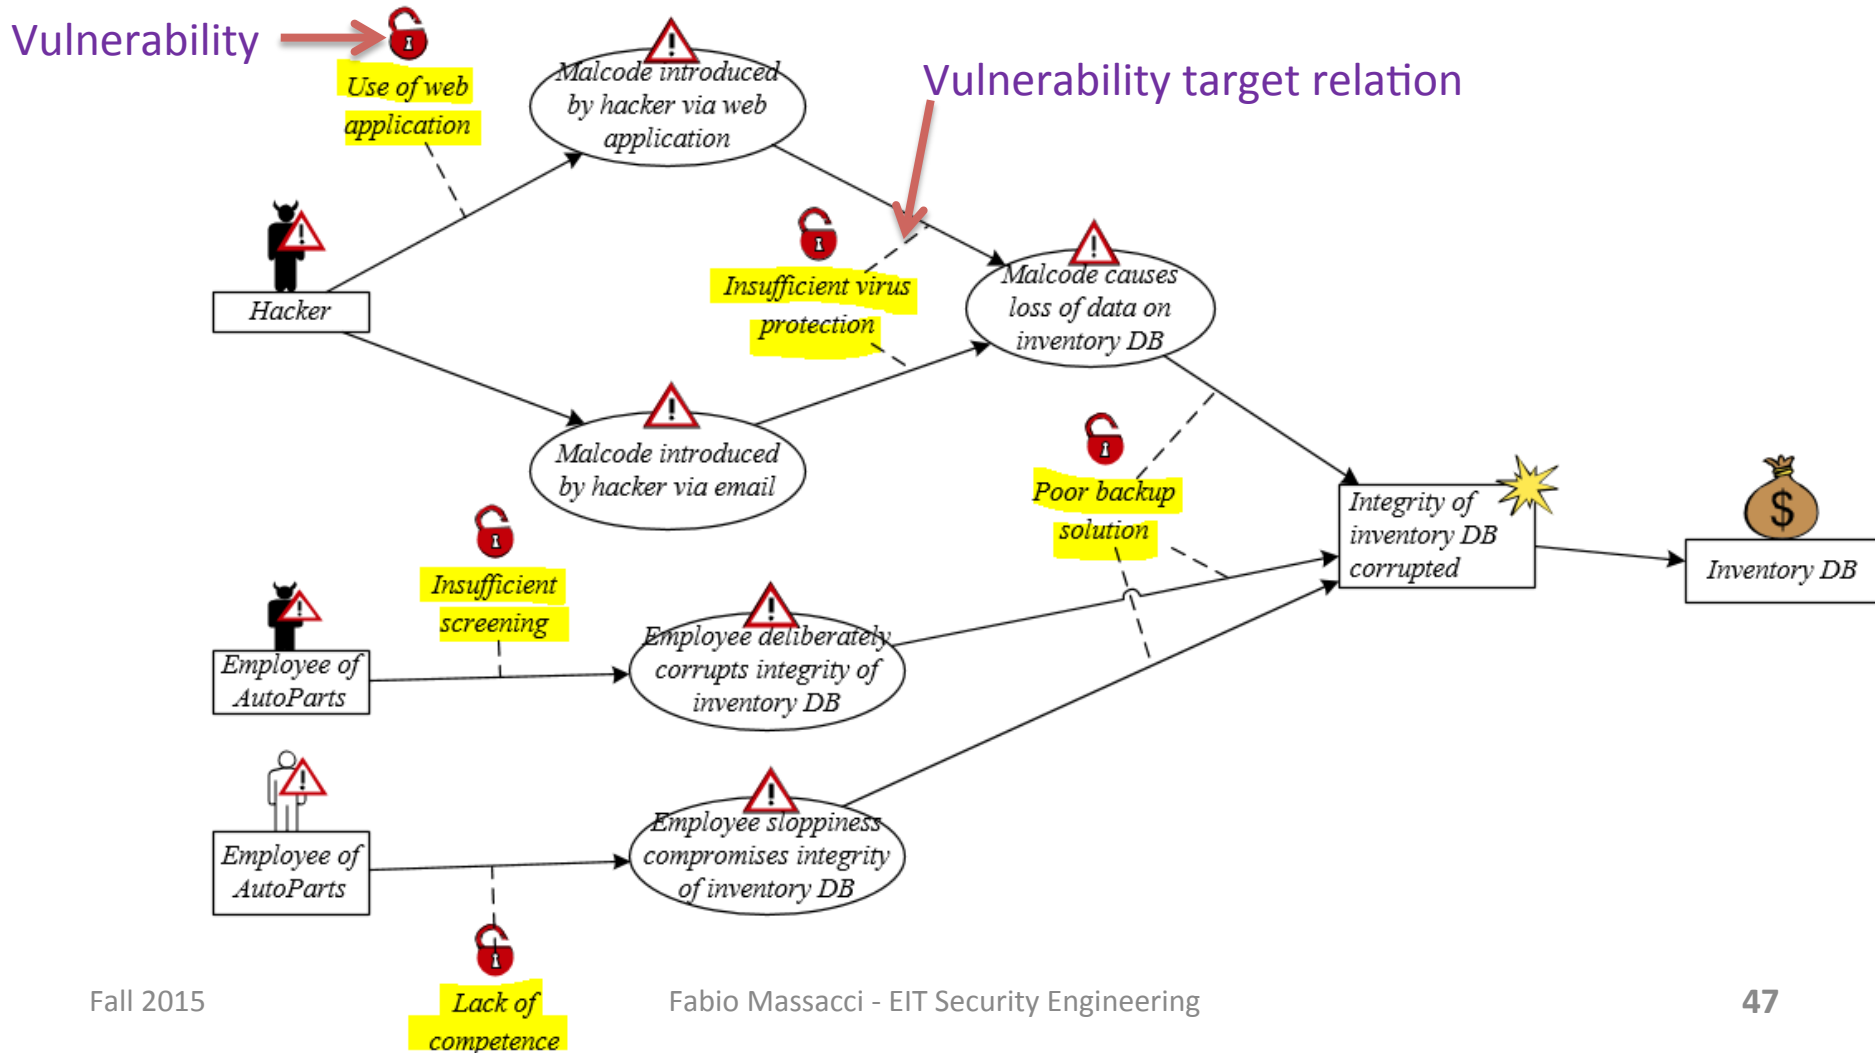 Vulnerability
Use of web
application
Malcode introduced
by hacker via web
application
Vulnerability target relation
Hacker
Insufficient virus
protection
Malcode causes
loss of data on
inventory DB
Malcode introduced
by hacker via email
Poor backup
solution
Integrity of
inventory DB
corrupted
$
Inventory DB
Insufficient
screening
Employee of
AutoParts
Employee deliberately
corrupts integrity of
inventory DB
Employee of
AutoParts
Employee sloppiness
compromises integrity
of inventory DB
Lack of
competence
Fall 2015
Fabio Massacci - EIT Security Engineering
47